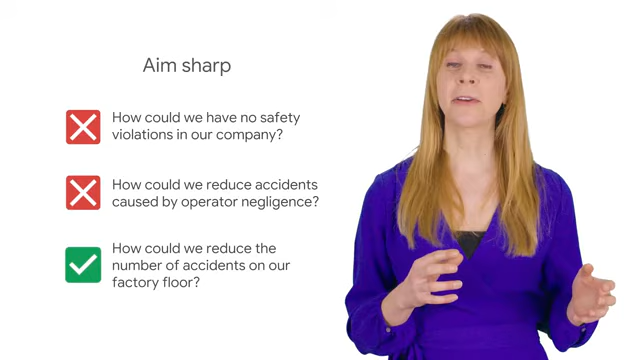 Aim sharp
How could we have no safety
violations in our company?
How could we reduce accidents
caused by operator negligence?
How could we reduce the
number of accidents on our
factory floor?